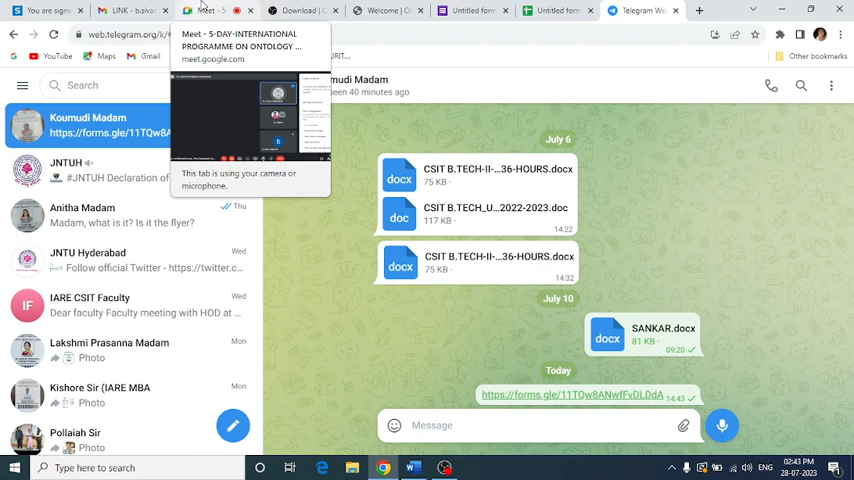 You are signe
LINK - b.sivas
Meet - 5
Download | O
Welcome | Ol
Untitled form
Untitled form
Telegram We
web.telegram.org/k
YouTube
Maps
Gmail
Other bookmarks
Meet - 5-DAY-INTERNATIONAL
PROGRAMME ON ONTOLOGY ...
meet.google.com
This tab is using your camera or
microphone.
Search
Koumudi Madam
https://forms.gle/11TQw8A
JNTUH
#JNTUH Declaration of
Anitha Madam
Thu
Madam, what is it? Is it the flyer?
JNTU Hyderabad
Wed
Follow official Twitter - https://twitter.c...
IF
IARE CSIT Faculty
Wed
Dear faculty Faculty meeting with HOD at ...
Lakshmi Prasanna Madam
Mon
Photo
Kishore Sir (IARE MBA
Mon
Photo
Pollaiah Sir
Mon
Photo
mudi Madam
seen 40 minutes ago
July 6
docx
CSIT B.TECH-II-...36-HOURS.docx
75 KB
doc
CSIT B.TECH_U...2022-2023.doc
117 KB
14:22
docx
CSIT B.TECH-II-...36-HOURS.docx
75 KB
14:32
July 10
docx
SANKAR.docx
81 KB
09:20
Today
https://forms.gle/11TQw8ANwfFvDLDdA
14:43
Message
Type here to search
ENG
02:43 PM
28-07-2023